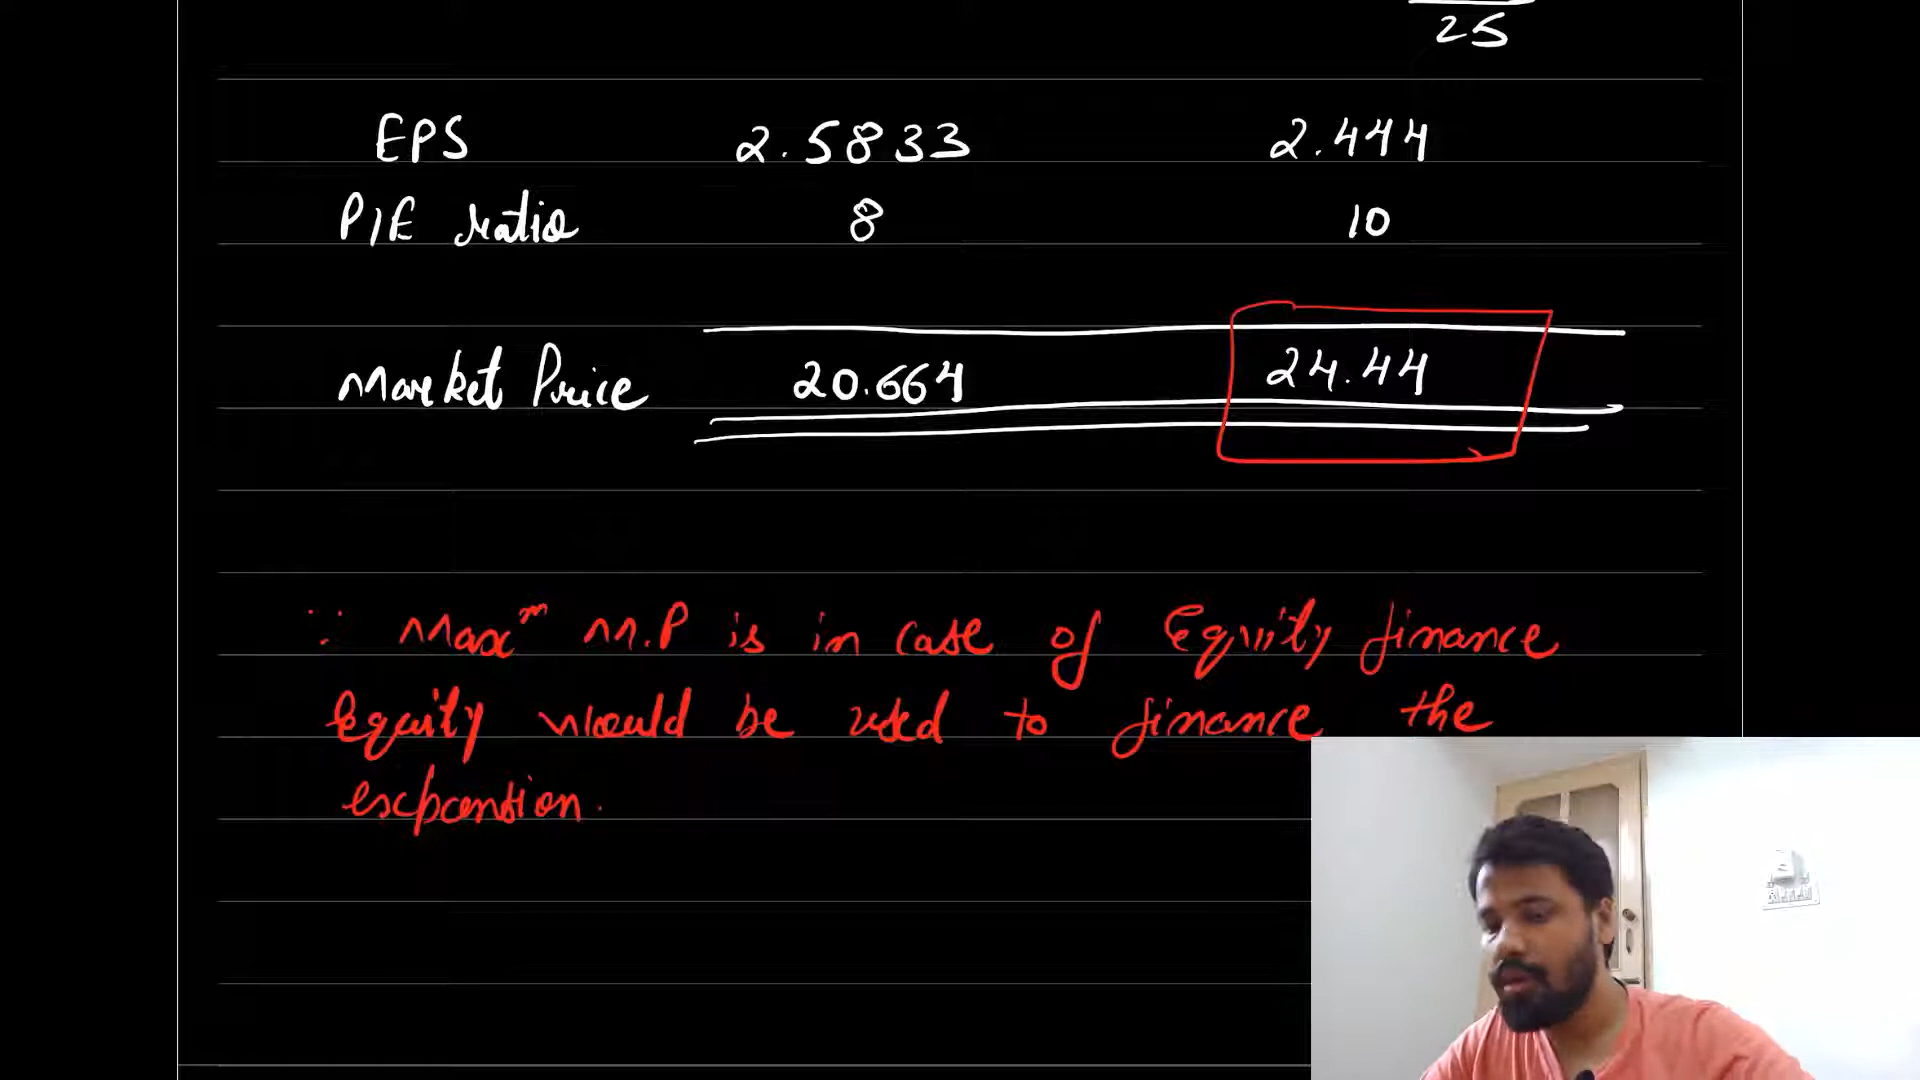 25
EPS 2.5833 2.444
P/E ratio 8 10
Market Price 20.664 24.44
∵ Maxᵐ M.P is in case of Equity finance
Equity would be used to finance the
expantion.